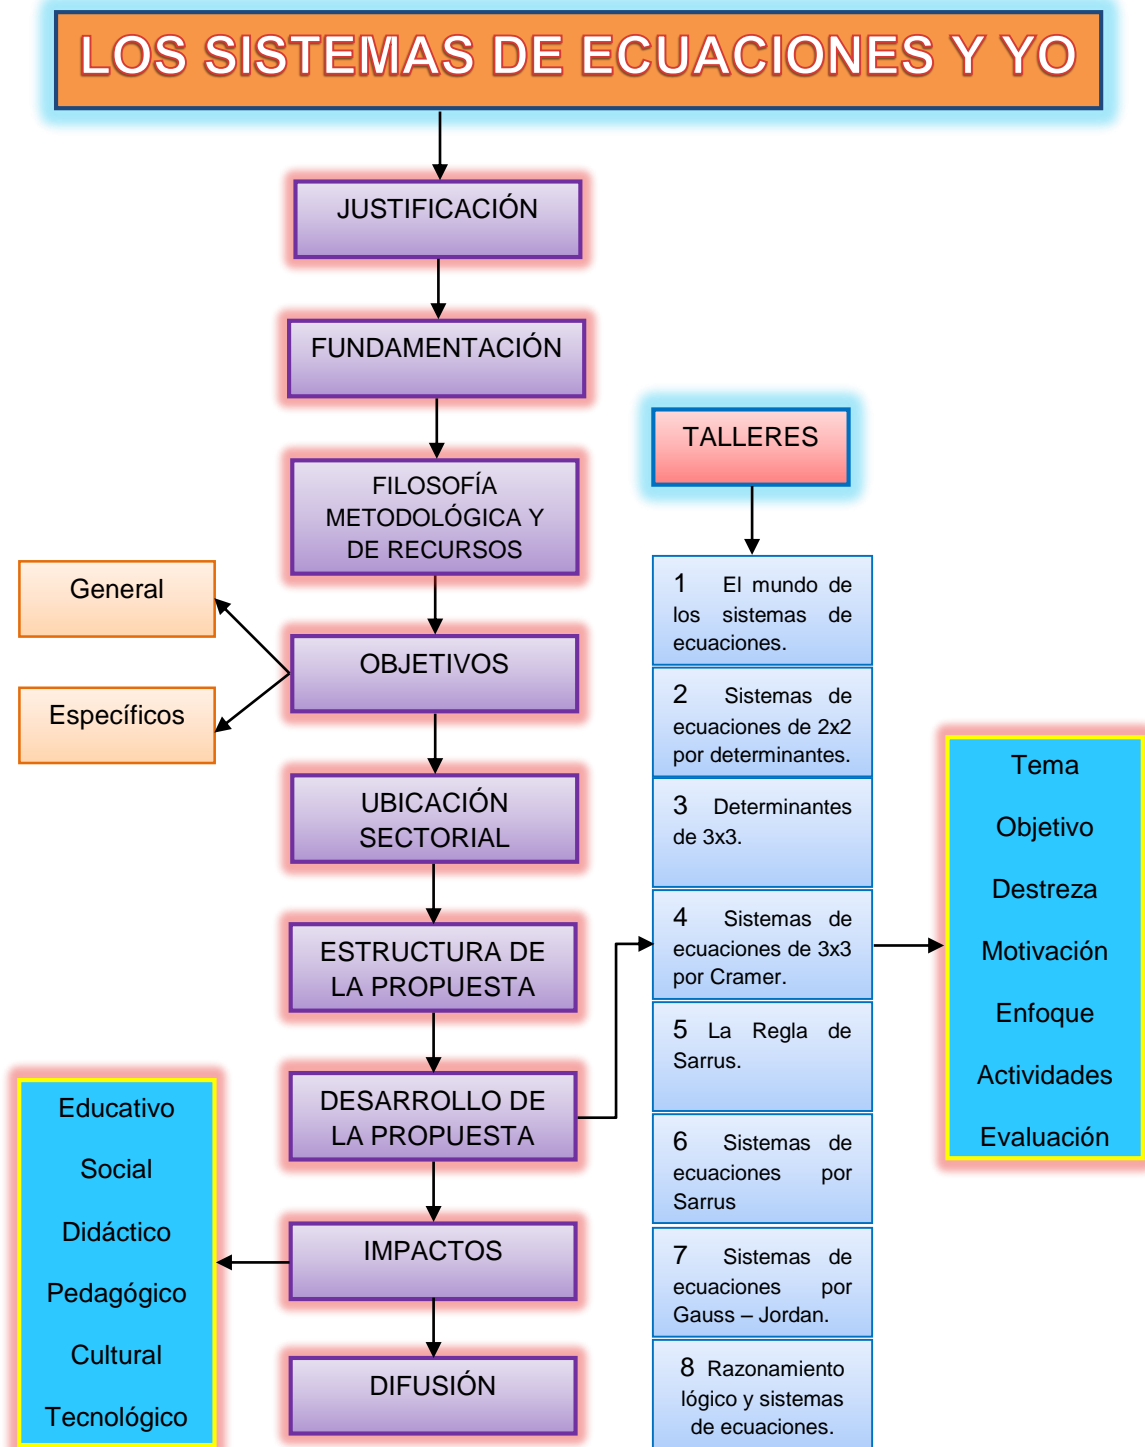 LOS SISTEMAS DE ECUACIONES Y YO
JUSTIFICACIÓN
FUNDAMENTACIÓN
FILOSOFÍA
METODOLÓGICA Y
DE RECURSOS
OBJETIVOS
General
Específicos
UBICACIÓN
SECTORIAL
ESTRUCTURA DE
LA PROPUESTA
DESARROLLO DE
LA PROPUESTA
IMPACTOS
DIFUSIÓN
Educativo
Social
Didáctico
Pedagógico
Cultural
Tecnológico
TALLERES
1 El mundo de
los sistemas de
ecuaciones.
2 Sistemas de
ecuaciones de 2x2
por determinantes.
3 Determinantes
de 3x3.
4 Sistemas de
ecuaciones de 3x3
por Cramer.
5 La Regla de
Sarrus.
6 Sistemas de
ecuaciones por
Sarrus
7 Sistemas de
ecuaciones por
Gauss – Jordan.
8 Razonamiento
lógico y sistemas
de ecuaciones.
Tema
Objetivo
Destreza
Motivación
Enfoque
Actividades
Evaluación